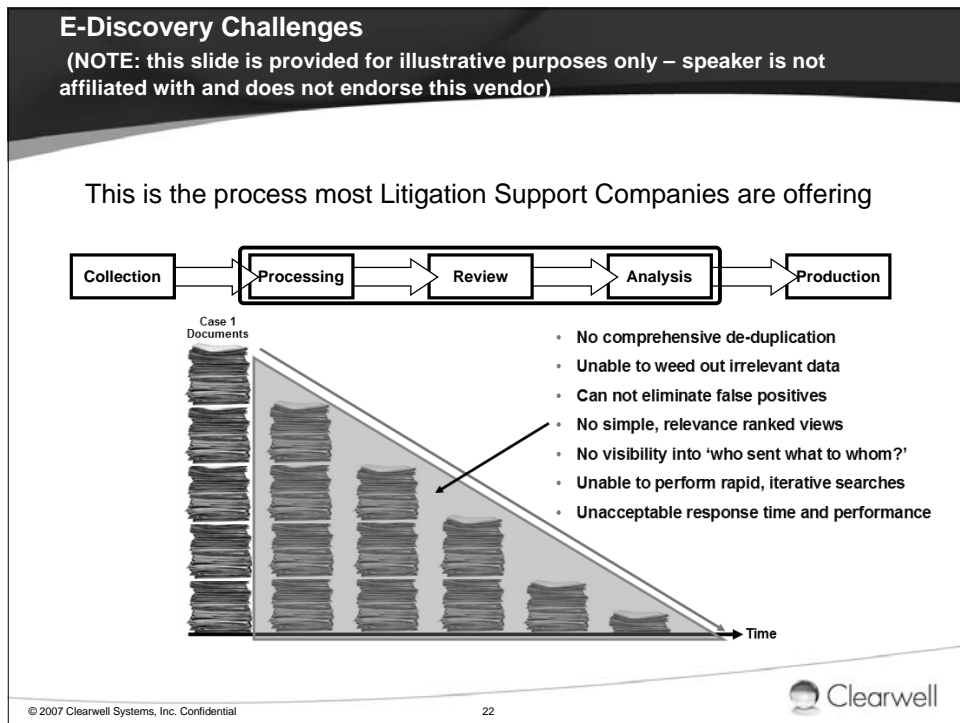 E-Discovery Challenges
(NOTE: this slide is provided for illustrative purposes only – speaker is not
affiliated with and does not endorse this vendor)
This is the process most Litigation Support Companies are offering
Collection
Processing
Review
Analysis
Production
Case 1
Documents
• No comprehensive de-duplication
• Unable to weed out irrelevant data
• Can not eliminate false positives
• No simple, relevance ranked views
• No visibility into ‘who sent what to whom?’
• Unable to perform rapid, iterative searches
• Unacceptable response time and performance
Time
© 2007 Clearwell Systems, Inc. Confidential
22
Clearwell